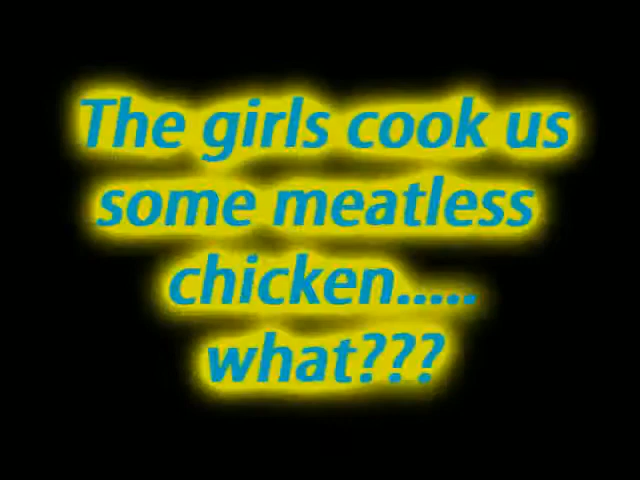 The girls cook us
some meatless
chicken.....
what???